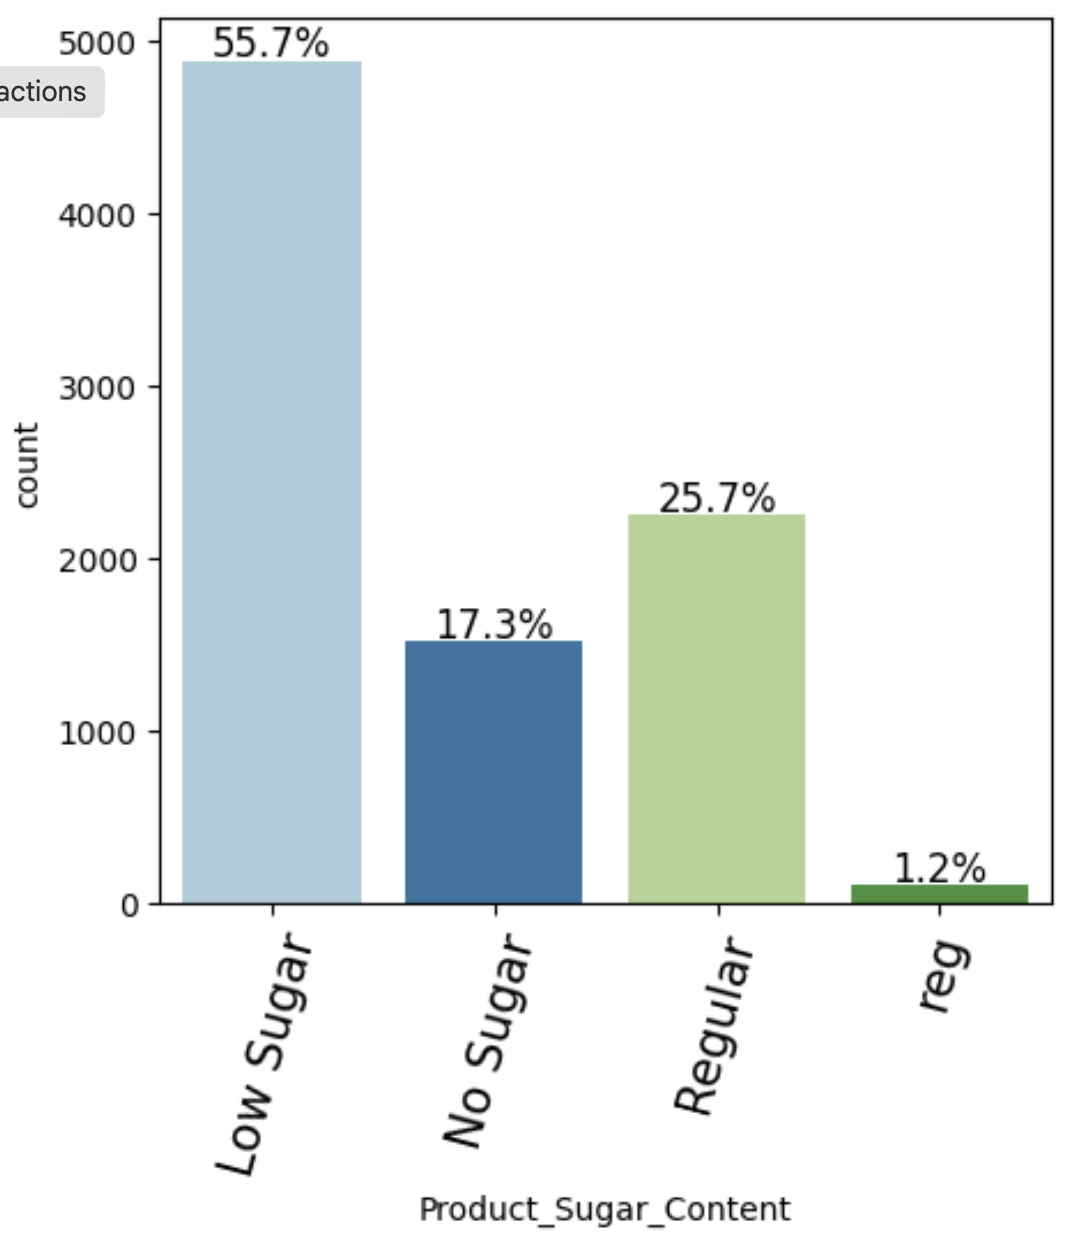 5000
55.7%
actions
4000
3000
count
25.7%
2000
17.3%
1000
1.2%
0
Low Sugar
No Sugar
Regular
reg
Product_Sugar_Content